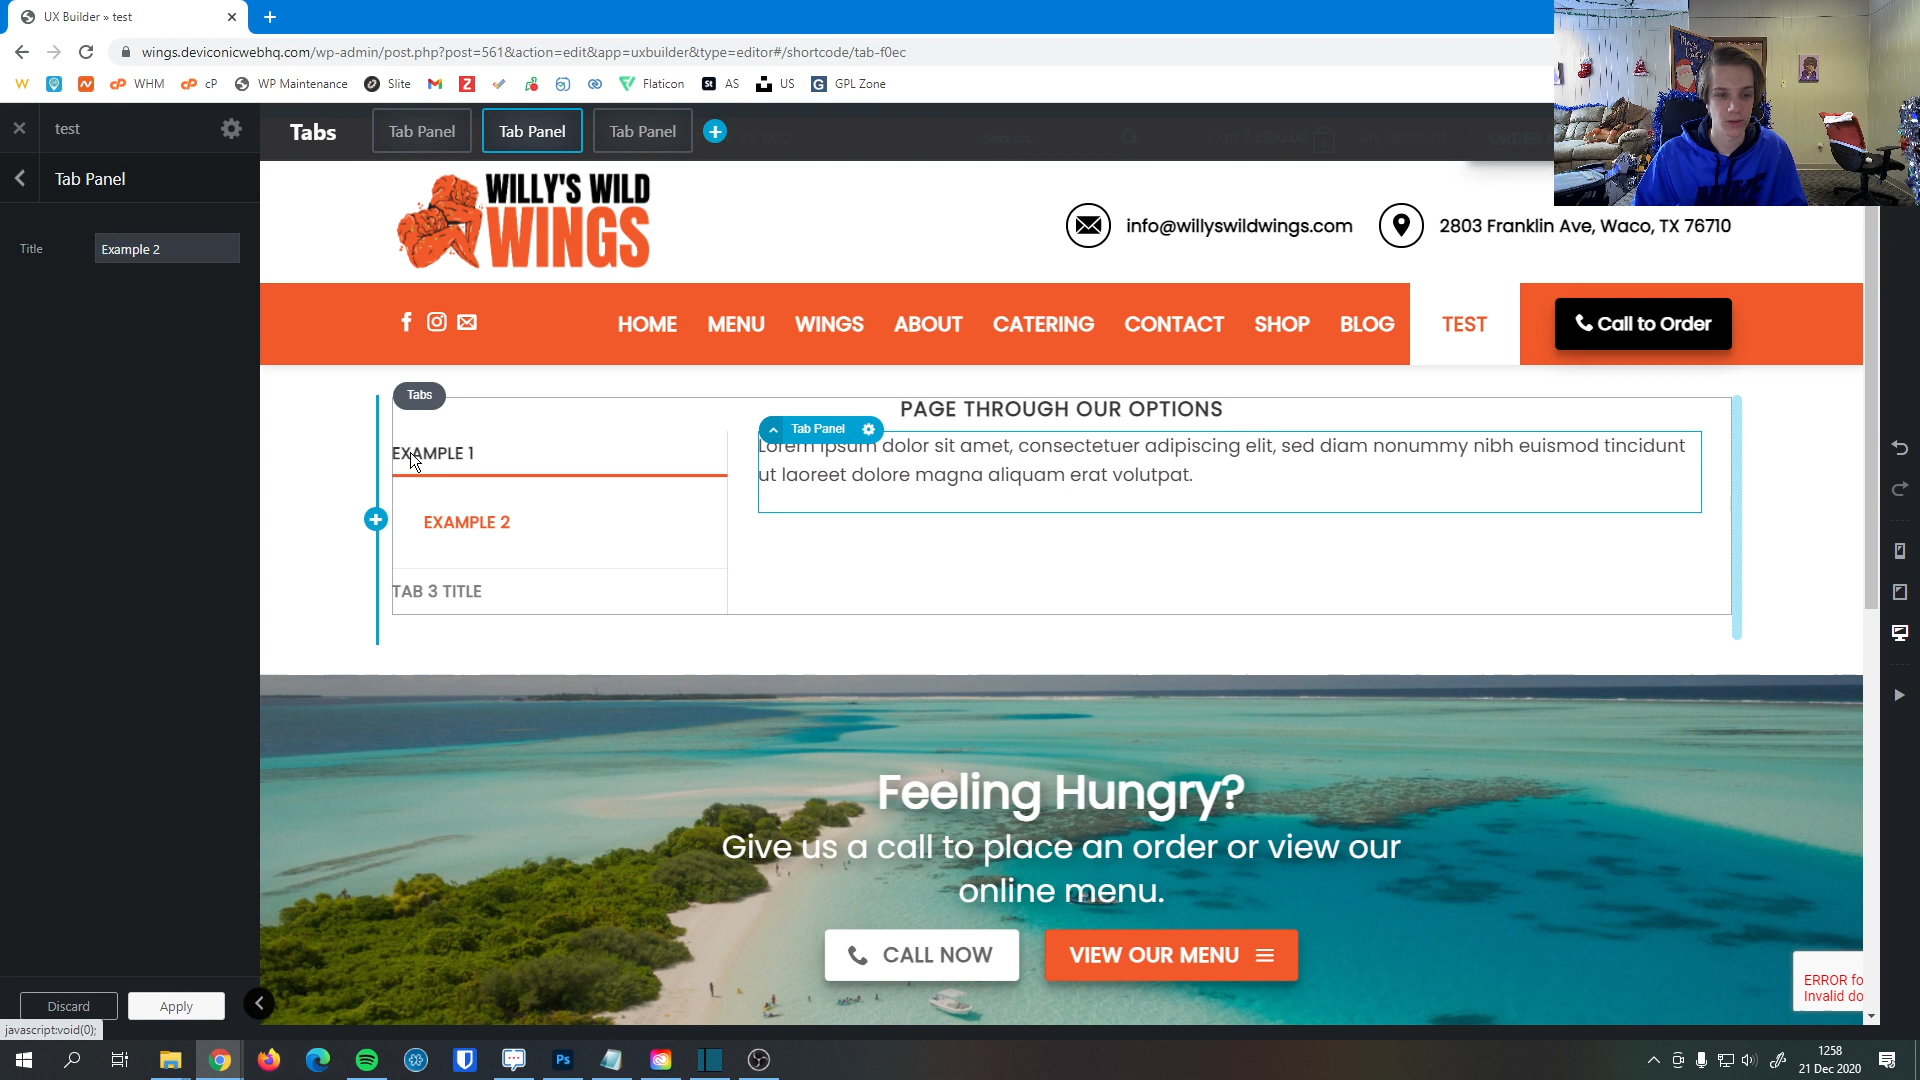 UX Builder » test
wings.deviconicwebhq.com/wp-admin/post.php?post=561&action=edit&app=uxbuilder&type=editor#/shortcode/tab-f0ec
WHM
cP
WP Maintenance
Slite
Flaticon
AS
US
GPL Zone
test
Tabs
Tab Panel
Tab Panel
Tab Panel
Tab Panel
Title
Example 2
WILLY'S WILD
WINGS
info@willyswildwings.com
2803 Franklin Ave, Waco, TX 76710
HOME
MENU
WINGS
ABOUT
CATERING
CONTACT
SHOP
BLOG
TEST
Call to Order
Tabs
PAGE THROUGH OUR OPTIONS
Tab Panel
EXAMPLE 1
Lorem ipsum dolor sit amet, consectetuer adipiscing elit, sed diam nonummy nibh euismod tincidunt
ut laoreet dolore magna aliquam erat volutpat.
EXAMPLE 2
TAB 3 TITLE
Feeling Hungry?
Give us a call to place an order or view our
online menu.
CALL NOW
VIEW OUR MENU
ERROR fo
Invalid do
Discard
Apply
javascript:void(0);
1258
21 Dec 2020